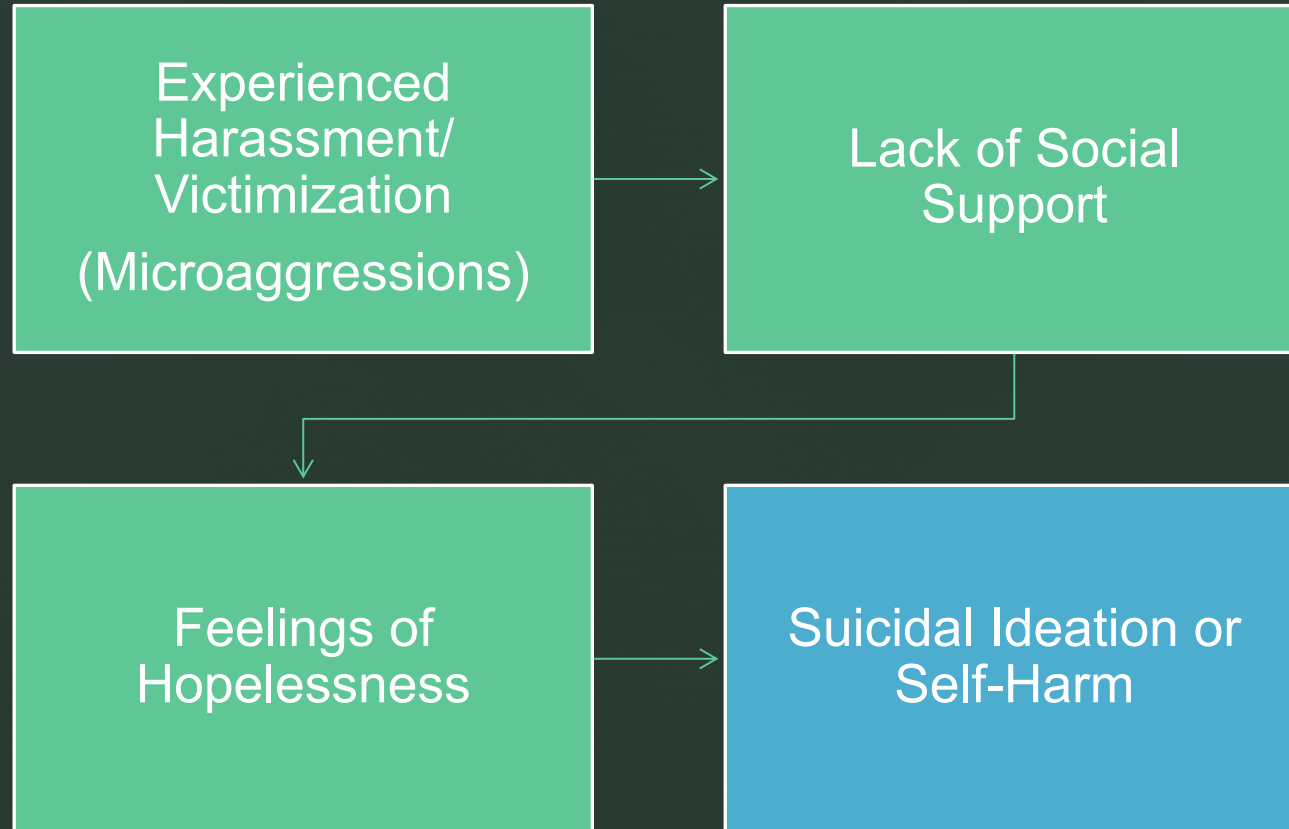 Experienced
Harassment/
Victimization
(Microaggressions)
Lack of Social
Support
Feelings of
Hopelessness
Suicidal Ideation or
Self-Harm